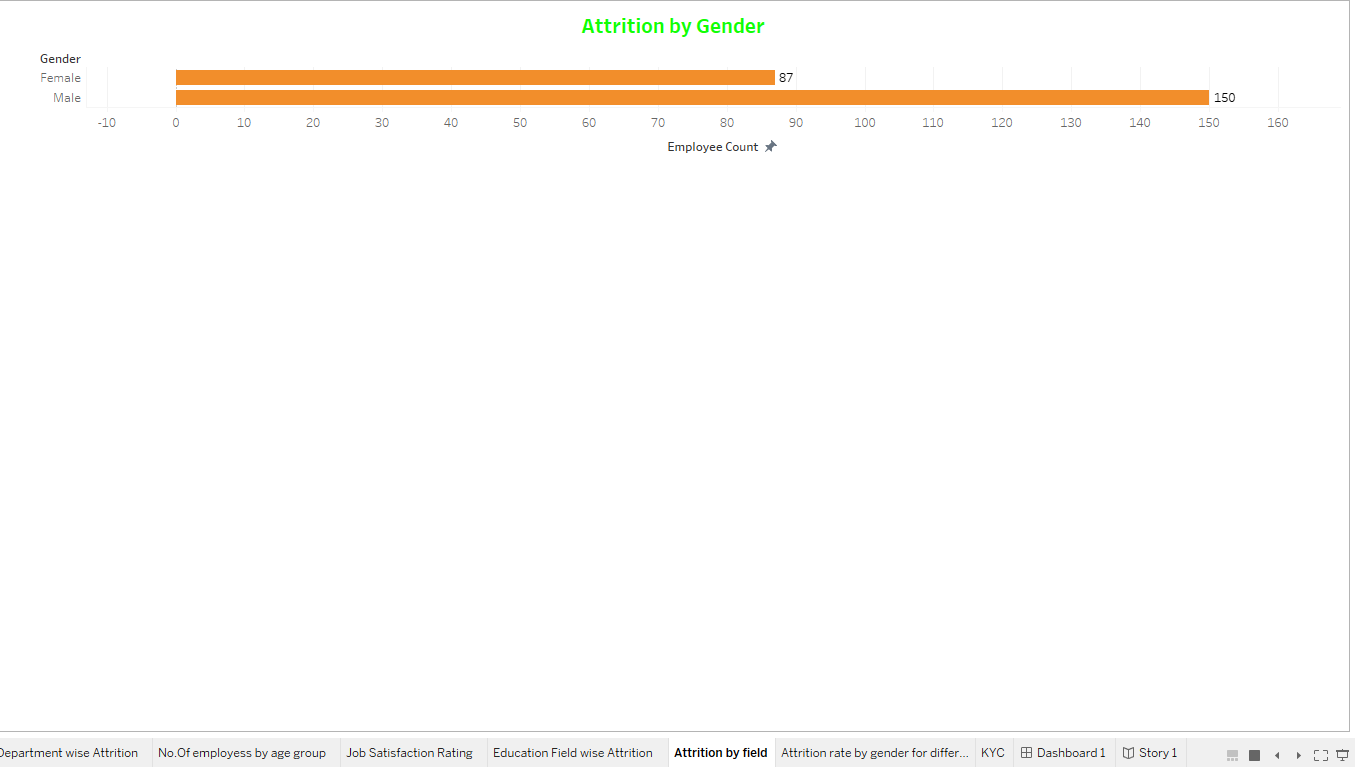 Attrition by Gender
Gender
Female 87
Male 150
-10 0 10 20 30 40 50 60 70 80 90 100 110 120 130 140 150 160
Employee Count
Department wise Attrition No.Of employess by age group Job Satisfaction Rating Education Field wise Attrition Attrition by field Attrition rate by gender for differ... KYC Dashboard 1 Story 1